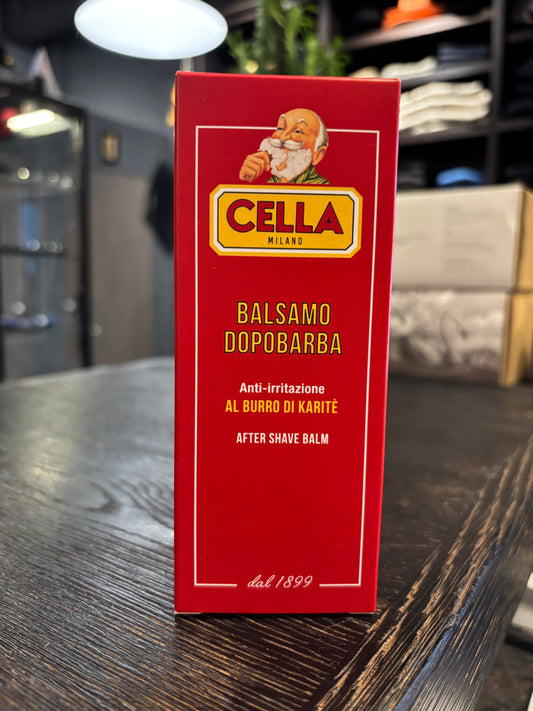 CELLA
MILANO
BALSAMO
DOPOBARBA
Anti-irritazione
AL BURRO DI KARITÈ
AFTER SHAVE BALM
dal 1899